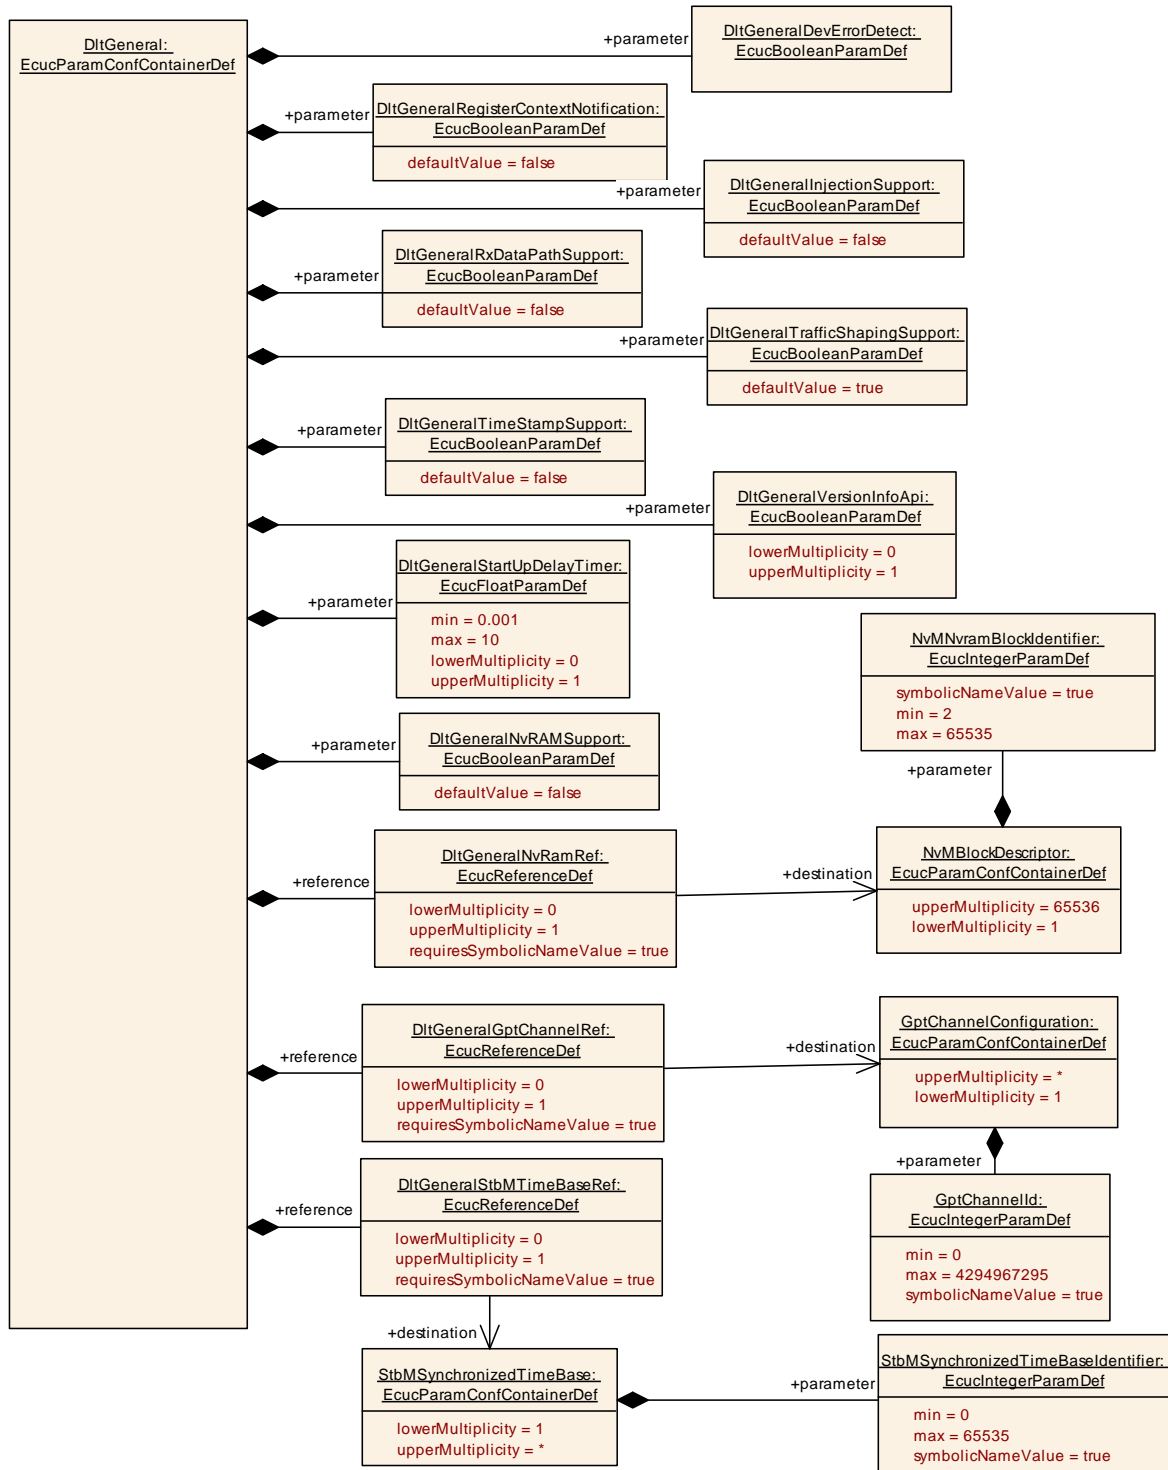 DltGeneral:
EcucParamConfContainerDef
+parameter
DltGeneralDevErrorDetect:
EcucBooleanParamDef
+parameter
DltGeneralRegisterContextNotification:
EcucBooleanParamDef
defaultValue = false
+parameter
DltGeneralInjectionSupport:
EcucBooleanParamDef
defaultValue = false
+parameter
DltGeneralRxDataPathSupport:
EcucBooleanParamDef
defaultValue = false
+parameter
DltGeneralTrafficShapingSupport:
EcucBooleanParamDef
defaultValue = true
+parameter
DltGeneralTimeStampSupport:
EcucBooleanParamDef
defaultValue = false
+parameter
DltGeneralVersionInfoApi:
EcucBooleanParamDef
lowerMultiplicity = 0
upperMultiplicity = 1
+parameter
DltGeneralStartUpDelayTimer:
EcucFloatParamDef
min = 0.001
max = 10
lowerMultiplicity = 0
upperMultiplicity = 1
NvMNvramBlockIdentifier:
EcucIntegerParamDef
symbolicNameValue = true
min = 2
max = 65535
+parameter
+parameter
DltGeneralNvRAMSupport:
EcucBooleanParamDef
defaultValue = false
+reference
DltGeneralNvRamRef:
EcucReferenceDef
lowerMultiplicity = 0
upperMultiplicity = 1
requiresSymbolicNameValue = true
+destination
NvMBlockDescriptor:
EcucParamConfContainerDef
upperMultiplicity = 65536
lowerMultiplicity = 1
+reference
DltGeneralGptChannelRef:
EcucReferenceDef
lowerMultiplicity = 0
upperMultiplicity = 1
requiresSymbolicNameValue = true
+destination
GptChannelConfiguration:
EcucParamConfContainerDef
upperMultiplicity = *
lowerMultiplicity = 1
+parameter
GptChannelId:
EcucIntegerParamDef
min = 0
max = 4294967295
symbolicNameValue = true
+reference
DltGeneralStbMTimeBaseRef:
EcucReferenceDef
lowerMultiplicity = 0
upperMultiplicity = 1
requiresSymbolicNameValue = true
+destination
StbMSynchronizedTimeBase:
EcucParamConfContainerDef
lowerMultiplicity = 1
upperMultiplicity = *
+parameter
StbMSynchronizedTimeBaseIdentifier:
EcucIntegerParamDef
min = 0
max = 65535
symbolicNameValue = true